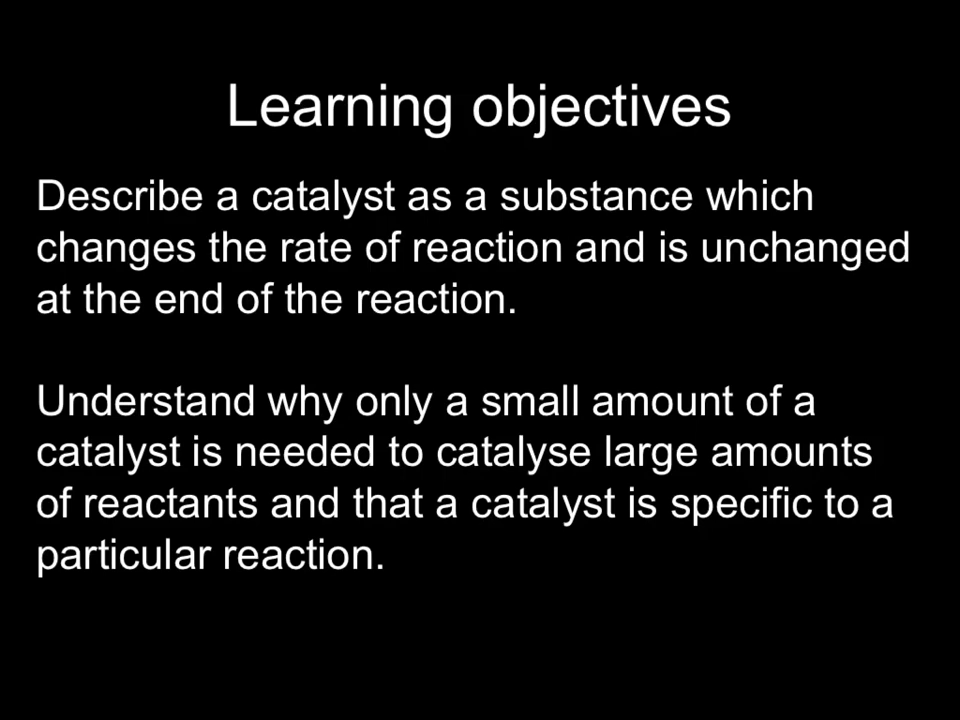 Learning objectives
Describe a catalyst as a substance which
changes the rate of reaction and is unchanged
at the end of the reaction.
Understand why only a small amount of a
catalyst is needed to catalyse large amounts
of reactants and that a catalyst is specific to a
particular reaction.